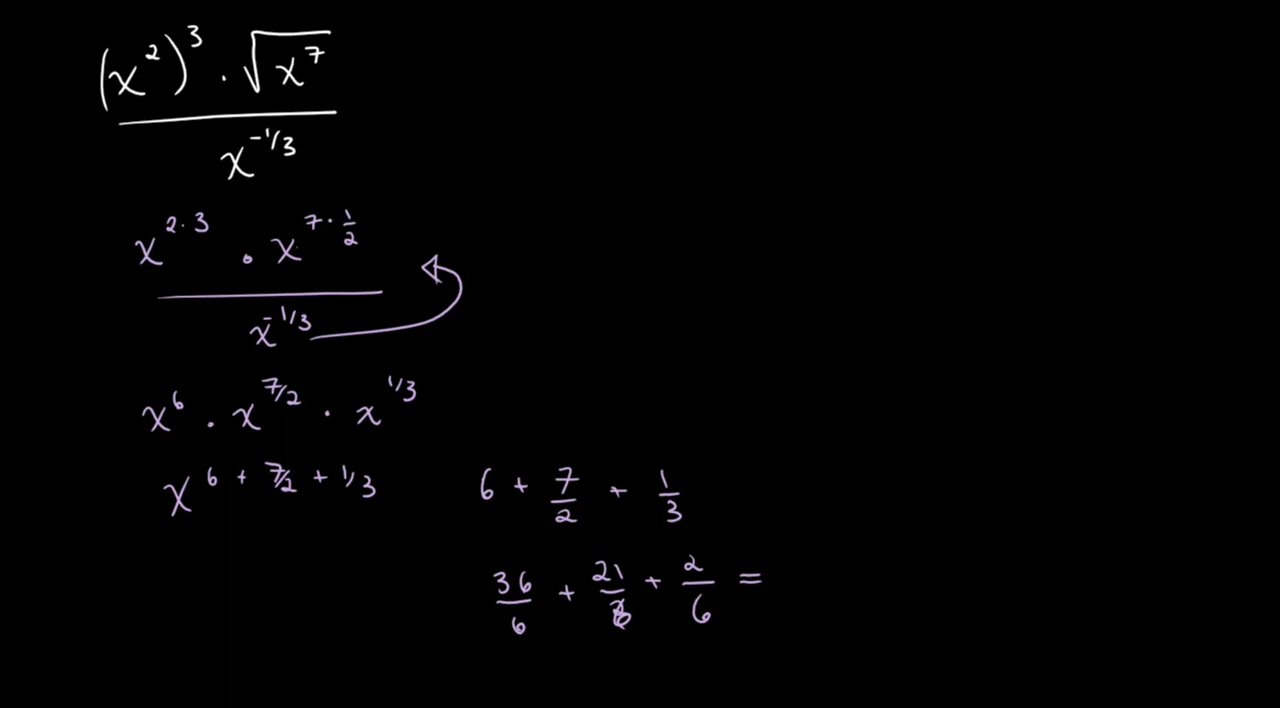 (x^2)^3 · √(x^7)
x^(-1/3)
x^(2·3) · x^(7·1/2)
x^(-1/3)
x^6 · x^(7/2) · x^(1/3)
x^(6 + 7/2 + 1/3)
6 + 7/2 + 1/3
36/6 + 21/6 + 2/6 =